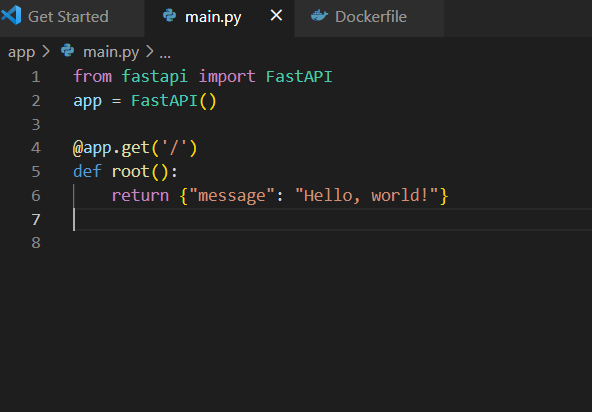 Get Started main.py Dockerfile
app > main.py > ...
1 from fastapi import FastAPI
2 app = FastAPI()
3
4 @app.get('/')
5 def root():
6     return {"message": "Hello, world!"}
7
8